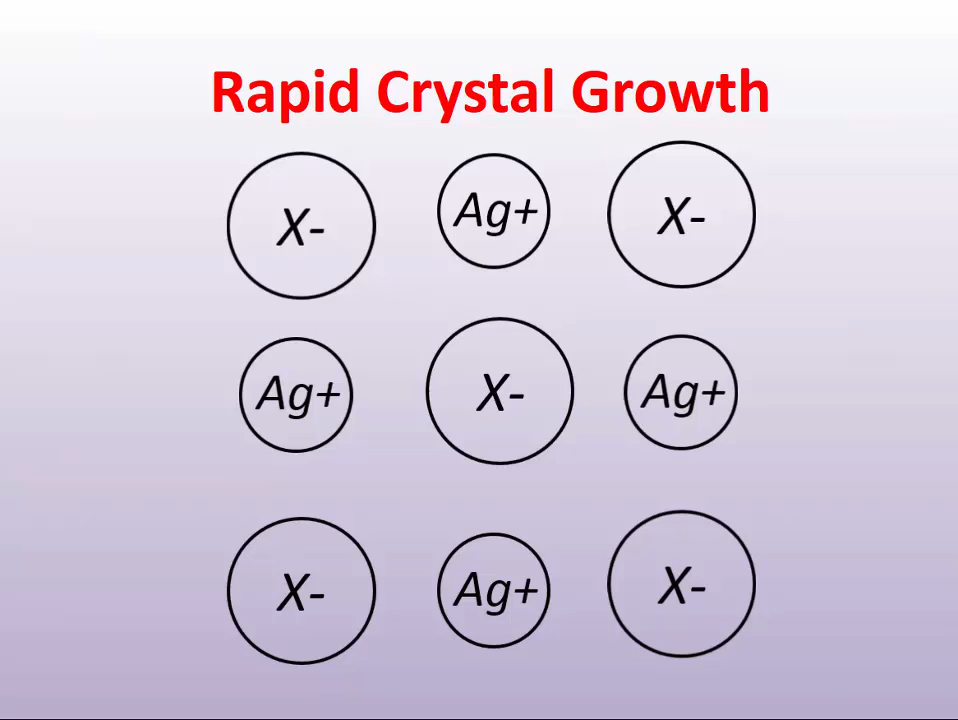 Rapid Crystal Growth
X- Ag+ X-
Ag+ X- Ag+
X- Ag+ X-